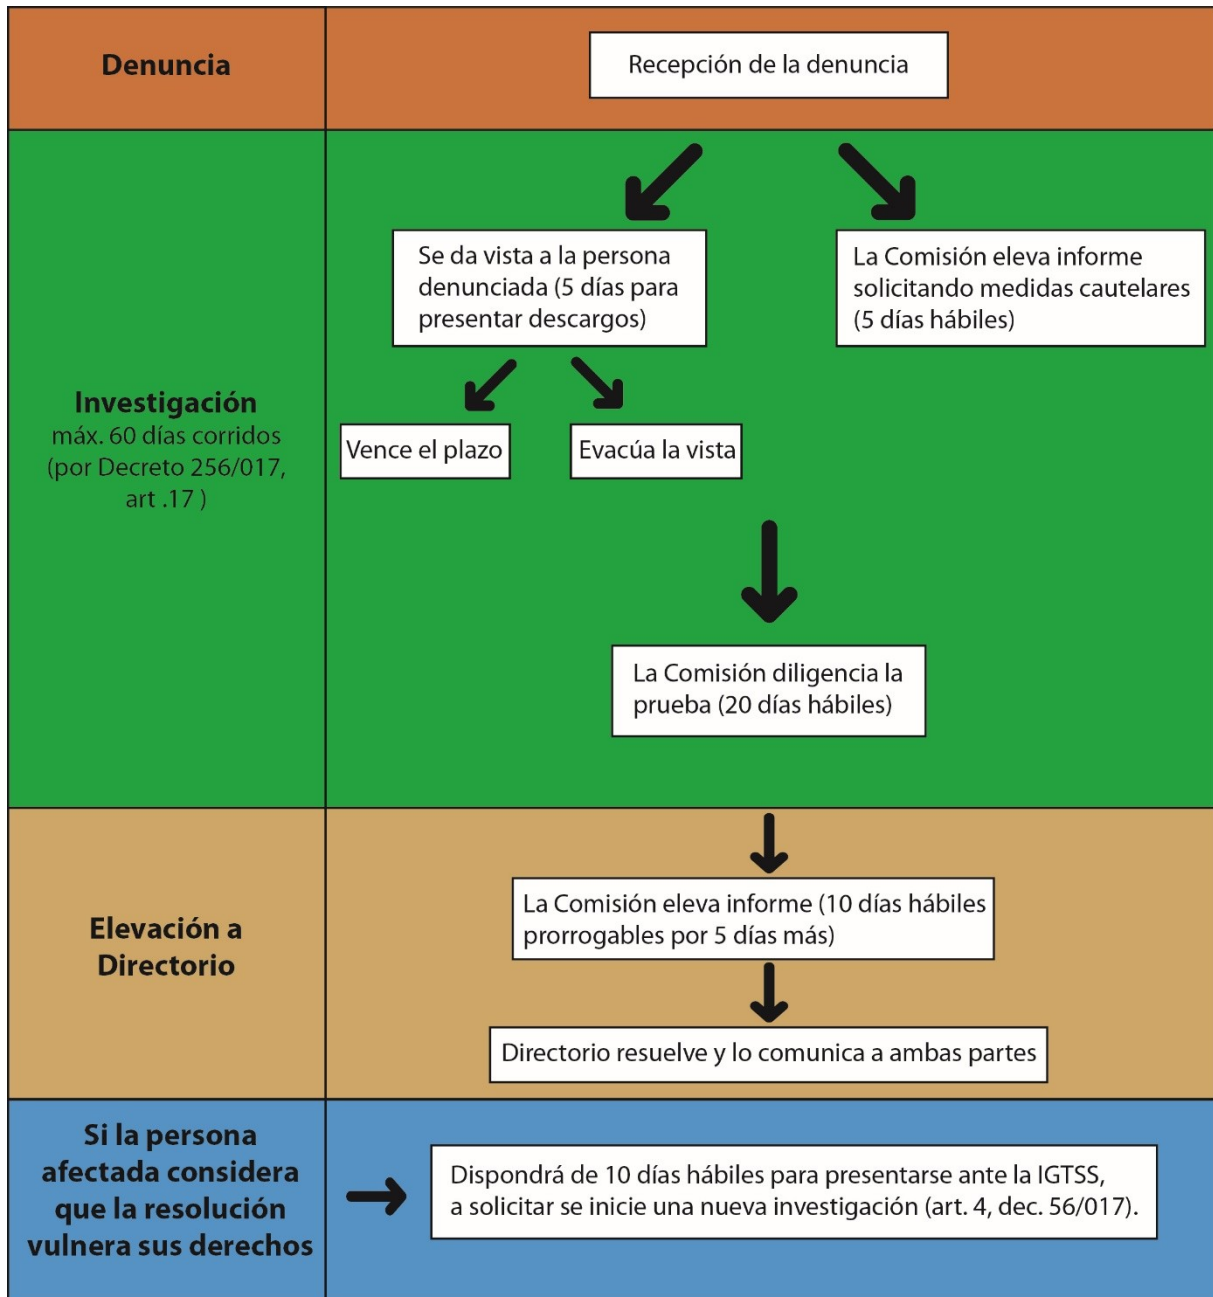 Denuncia
Recepción de la denuncia
Investigación
máx. 60 días corridos
(por Decreto 256/017,
art .17 )
Se da vista a la persona
denunciada (5 días para
presentar descargos)
La Comisión eleva informe
solicitando medidas cautelares
(5 días hábiles)
Vence el plazo
Evacúa la vista
La Comisión diligencia la
prueba (20 días hábiles)
Elevación a
Directorio
La Comisión eleva informe (10 días hábiles
prorrogables por 5 días más)
Directorio resuelve y lo comunica a ambas partes
Si la persona
afectada considera
que la resolución
vulnera sus derechos
Dispondrá de 10 días hábiles para presentarse ante la IGTSS,
a solicitar se inicie una nueva investigación (art. 4, dec. 56/017).